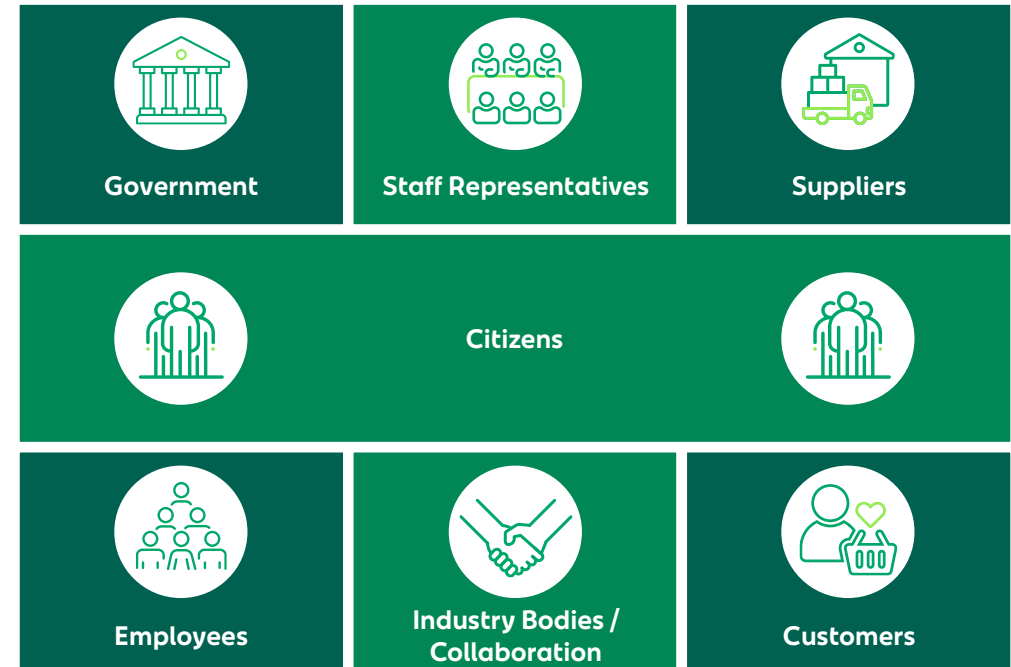 Government
Staff Representatives
Suppliers
Citizens
Employees
Industry Bodies /
Collaboration
Customers